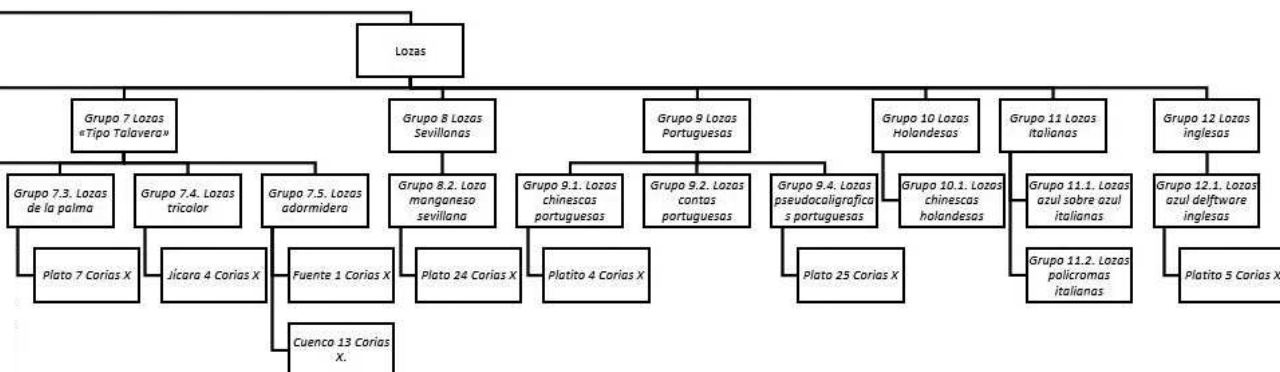 Lozas
Grupo 7 Lozas
«Tipo Talavera»
Grupo 8 Lozas
Sevillanas
Grupo 9 Lozas
Portuguesas
Grupo 10 Lozas
Holandesas
Grupo 11 Lozas
Italianas
Grupo 12 Lozas
inglesas
Grupo 7.3. Lozas
de la palma
Grupo 7.4. Lozas
tricolor
Grupo 7.5. Lozas
adormidera
Grupo 8.2. Loza
manganeso
sevillana
Grupo 9.1. Lozas
chinescas
portuguesas
Grupo 9.2. Lozas
contas
portuguesas
Grupo 9.4. Lozas
pseudocaligrafica
s portuguesas
Grupo 10.1. Lozas
chinescas
holandesas
Grupo 11.1. Lozas
azul sobre azul
italianas
Grupo 12.1. Lozas
azul delftware
inglesas
Plato 7 Corias X
Jícara 4 Corias X
Fuente 1 Corias X
Plato 24 Corias X
Platito 4 Corias X
Plato 25 Corias X
Grupo 11.2. Lozas
policromas
italianas
Platito 5 Corias X
Cuenco 13 Corias
X.